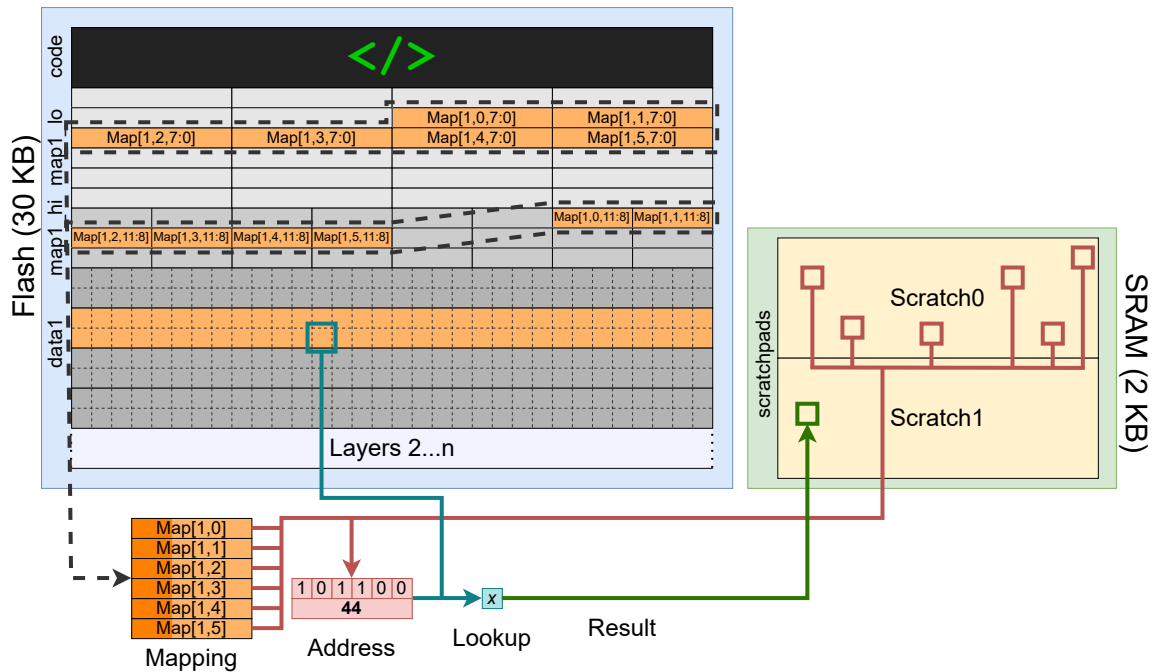 Flash (30 KB)
code
</>
map1 lo
Map[1,0,7:0] Map[1,1,7:0]
Map[1,2,7:0] Map[1,3,7:0] Map[1,4,7:0] Map[1,5,7:0]
map1 hi
Map[1,0,11:8] Map[1,1,11:8]
Map[1,2,11:8] Map[1,3,11:8] Map[1,4,11:8] Map[1,5,11:8]
data1
Layers 2...n
scratchpads
Scratch0
Scratch1
SRAM (2 KB)
Map[1,0]
Map[1,1]
Map[1,2]
Map[1,3]
Map[1,4]
Map[1,5]
Mapping
1 0 1 1 0 0
44
Address
x
Lookup
Result